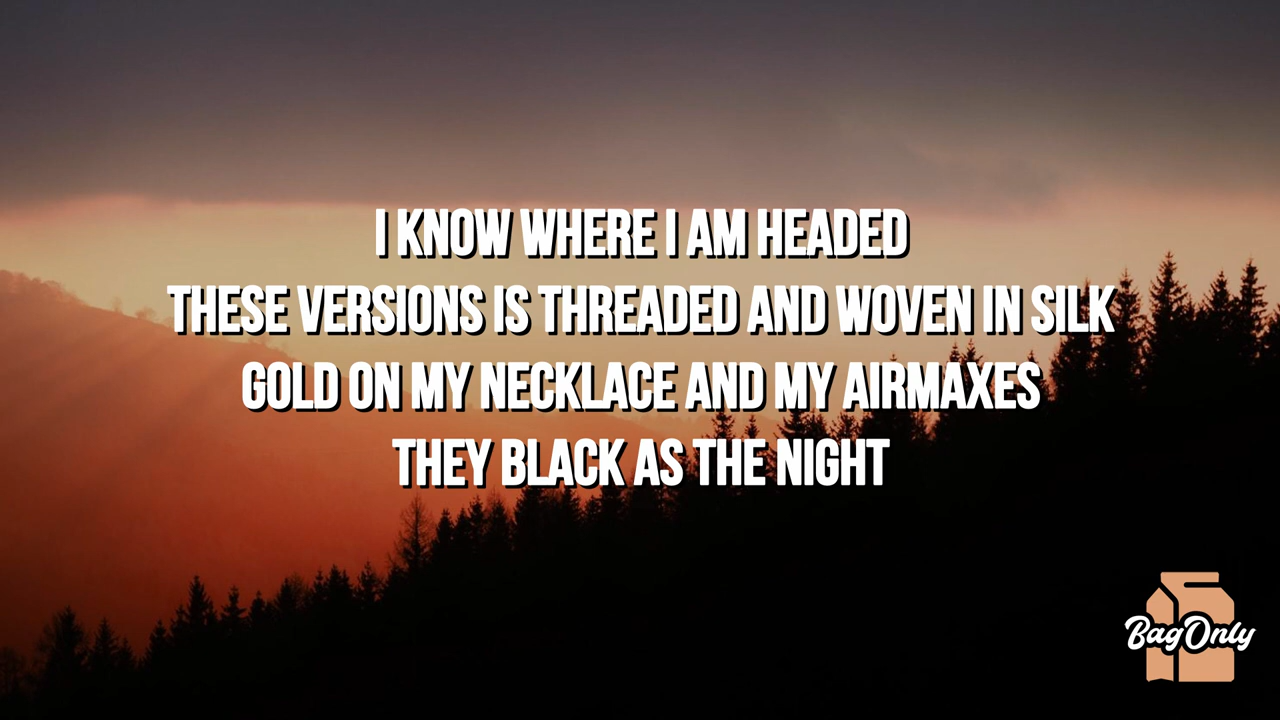 I KNOW WHERE I AM HEADED
THESE VERSIONS IS THREADED AND WOVEN IN SILK
GOLD ON MY NECKLACE AND MY AIRMAXES
THEY BLACK AS THE NIGHT
BagOnly